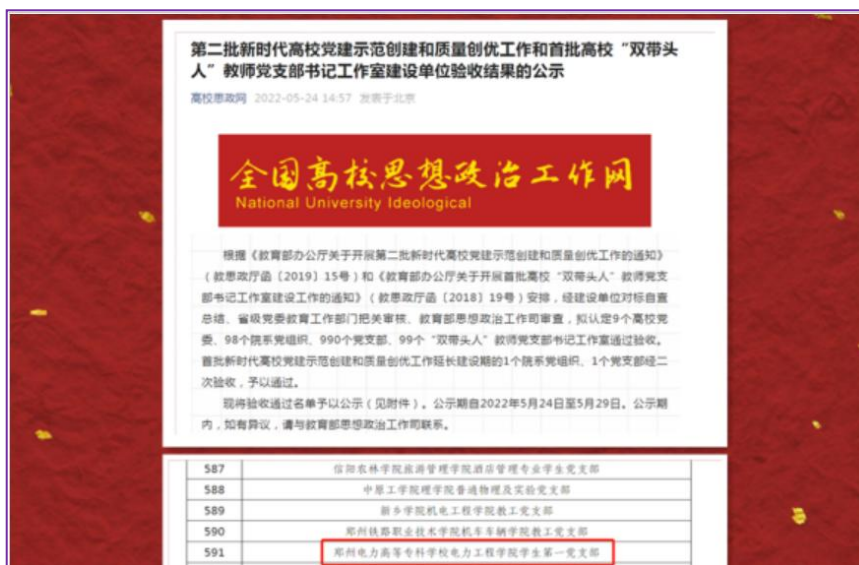 第二批新时代高校党建示范创建和质量创优工作和首批高校“双带头
人”教师党支部书记工作室建设单位验收结果的公示
高校思政网 2022-05-24 14:57 发表于北京
全国高校思想政治工作网
National University Ideological
根据《教育部办公厅关于开展第二批新时代高校党建示范创建和质量创优工作的通知》
（教思政厅函〔2019〕15号）和《教育部办公厅关于开展首批高校“双带头人”教师党支
部书记工作室建设工作的通知》（教思政厅函〔2018〕19号）安排，经建设单位对标自查
总结、省级党委教育工作部门把关审核、教育部思想政治工作司审查，拟认定9个高校党
委、98个院系党组织、990个党支部、99个“双带头人”教师党支部书记工作室通过验收。
首批新时代高校党建示范创建和质量创优工作延长建设期的1个院系党组织、1个党支部经二
次验收，予以通过。
现将验收通过名单予以公示（见附件）。公示期自2022年5月24日至5月29日。公示期
内，如有异议，请与教育部思想政治工作司联系。
587 信阳农林学院旅游管理学院酒店管理专业学生党支部
588 中原工学院理学院普通物理及实验党支部
589 新乡学院机电工程学院教工党支部
590 郑州铁路职业技术学院机车车辆学院教工党支部
591 郑州电力高等专科学校电力工程学院学生第一党支部